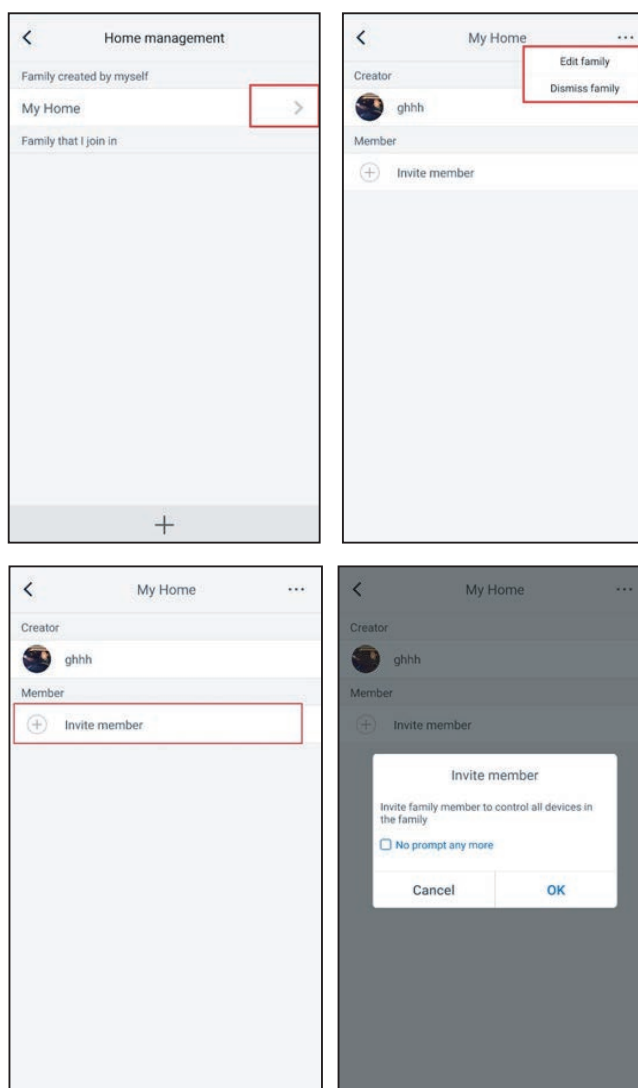 Home management
Family created by myself
My Home
Family that I join in
My Home
Edit family
Dismiss family
Creator
ghhh
Member
Invite member
My Home
Creator
ghhh
Member
Invite member
My Home
Creator
ghhh
Member
Invite member
Invite member
Invite family member to control all devices in
the family
No prompt any more
Cancel OK